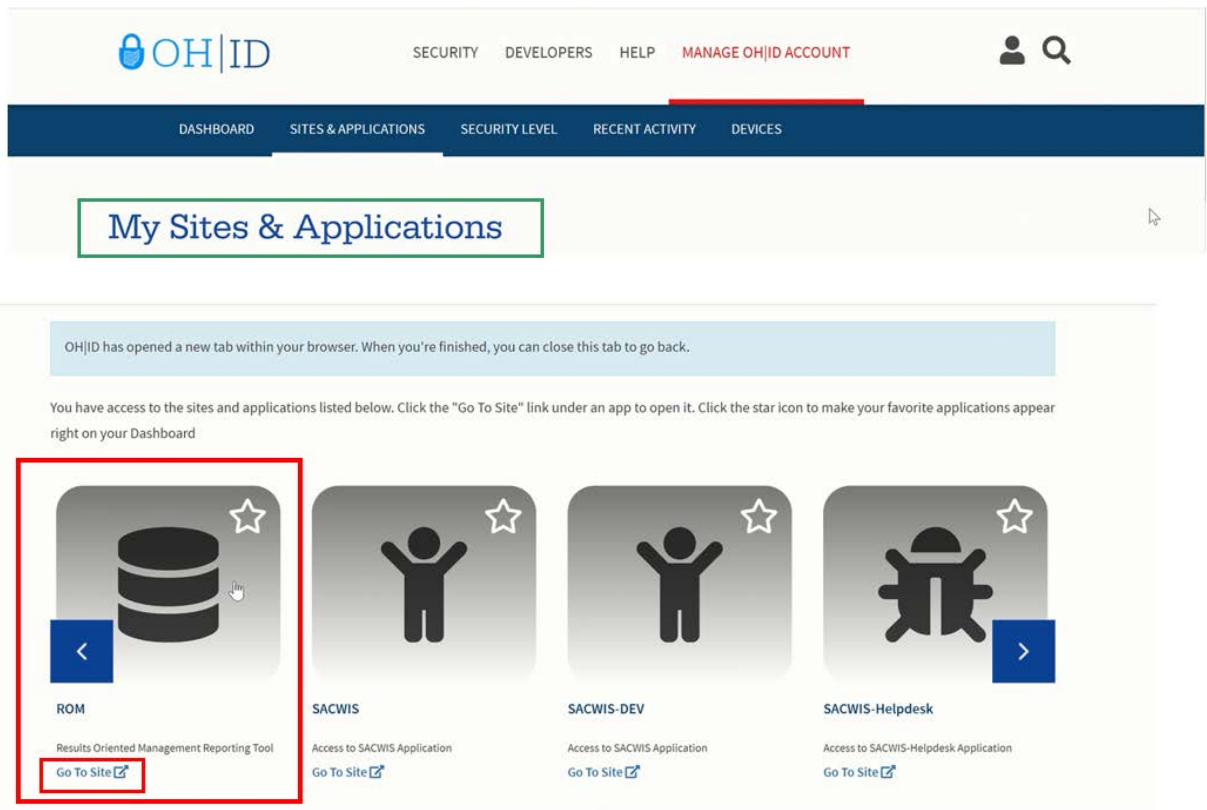 OH|ID
SECURITY DEVELOPERS HELP MANAGE OH|ID ACCOUNT
DASHBOARD SITES & APPLICATIONS SECURITY LEVEL RECENT ACTIVITY DEVICES
My Sites & Applications
OH|ID has opened a new tab within your browser. When you're finished, you can close this tab to go back.
You have access to the sites and applications listed below. Click the "Go To Site" link under an app to open it. Click the star icon to make your favorite applications appear
right on your Dashboard
ROM
Results Oriented Management Reporting Tool
Go To Site
SACWIS
Access to SACWIS Application
Go To Site
SACWIS-DEV
Access to SACWIS Application
Go To Site
SACWIS-Helpdesk
Access to SACWIS-Helpdesk Application
Go To Site